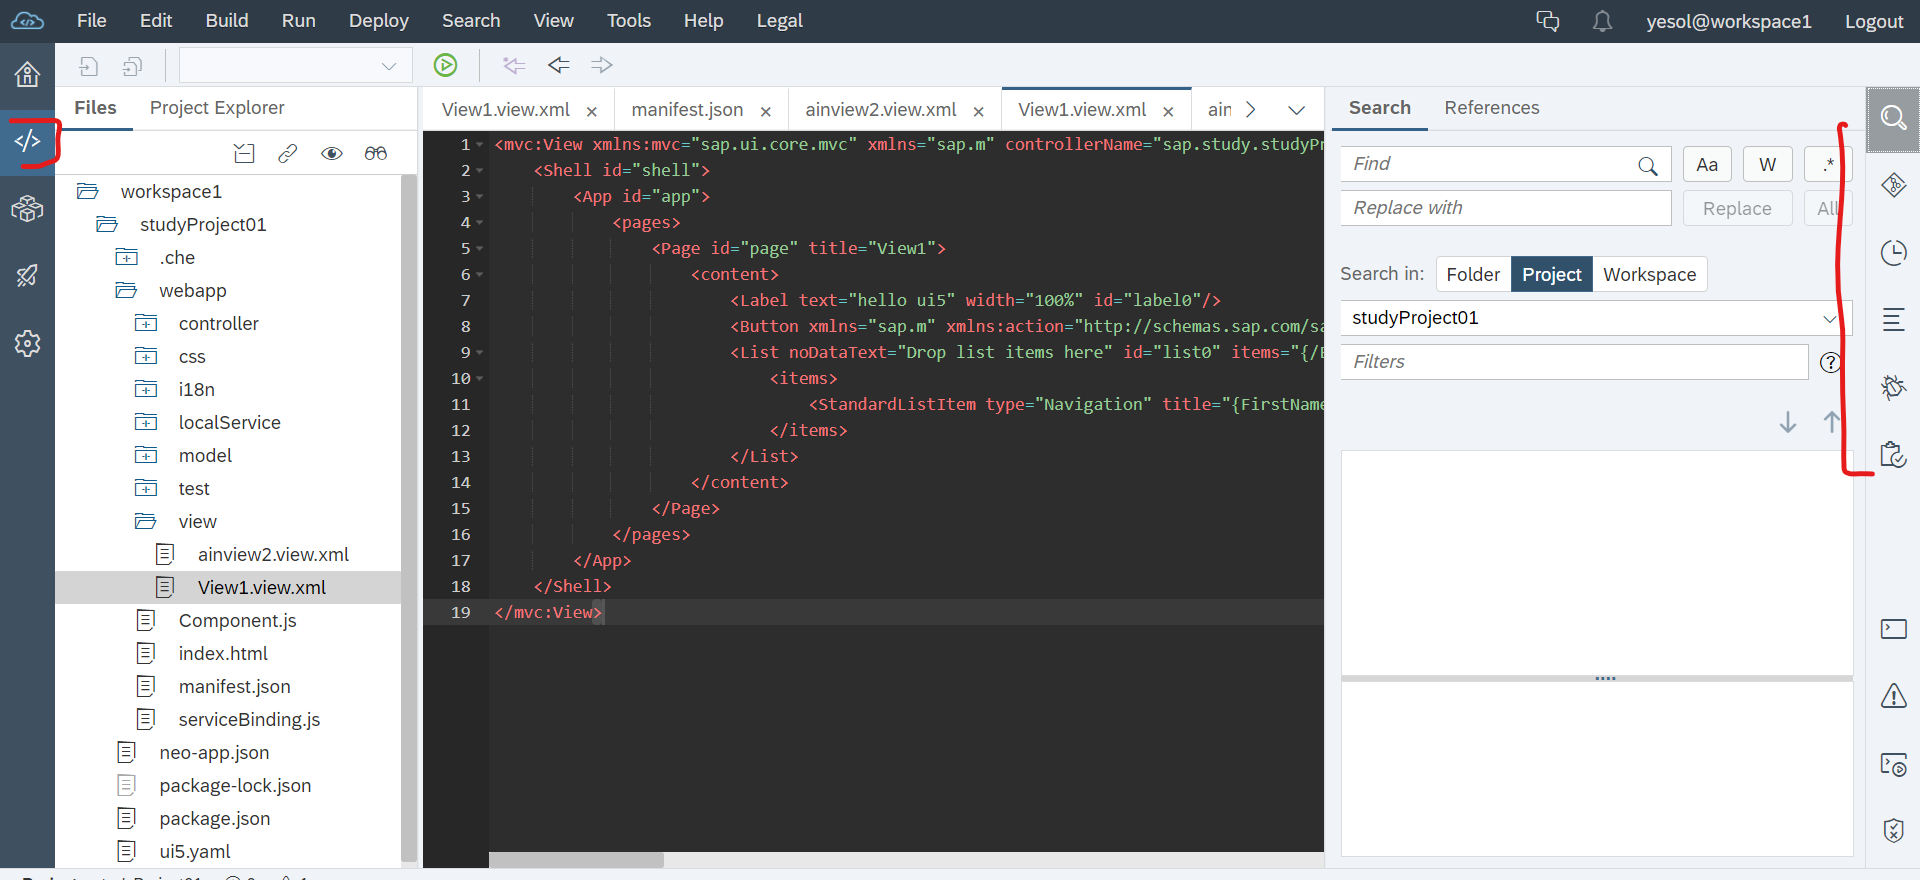 File Edit Build Run Deploy Search View Tools Help Legal yesol@workspace1 Logout
Files Project Explorer
workspace1
studyProject01
.che
webapp
controller
css
i18n
localService
model
test
view
ainview2.view.xml
View1.view.xml
Component.js
index.html
manifest.json
serviceBinding.js
neo-app.json
package-lock.json
package.json
ui5.yaml
View1.view.xml × manifest.json × ainview2.view.xml × View1.view.xml × ain
1 <mvc:View xmlns:mvc="sap.ui.core.mvc" xmlns="sap.m" controllerName="sap.study.studyPr
2 <Shell id="shell">
3 <App id="app">
4 <pages>
5 <Page id="page" title="View1">
6 <content>
7 <Label text="hello ui5" width="100%" id="label0"/>
8 <Button xmlns="sap.m" xmlns:action="http://schemas.sap.com/sa
9 <List noDataText="Drop list items here" id="list0" items="{/E
10 <items>
11 <StandardListItem type="Navigation" title="{FirstName
12 </items>
13 </List>
14 </content>
15 </Page>
16 </pages>
17 </App>
18 </Shell>
19 </mvc:View>
Search References
Find Aa W .*
Replace with Replace All
Search in: Folder Project Workspace
studyProject01
Filters